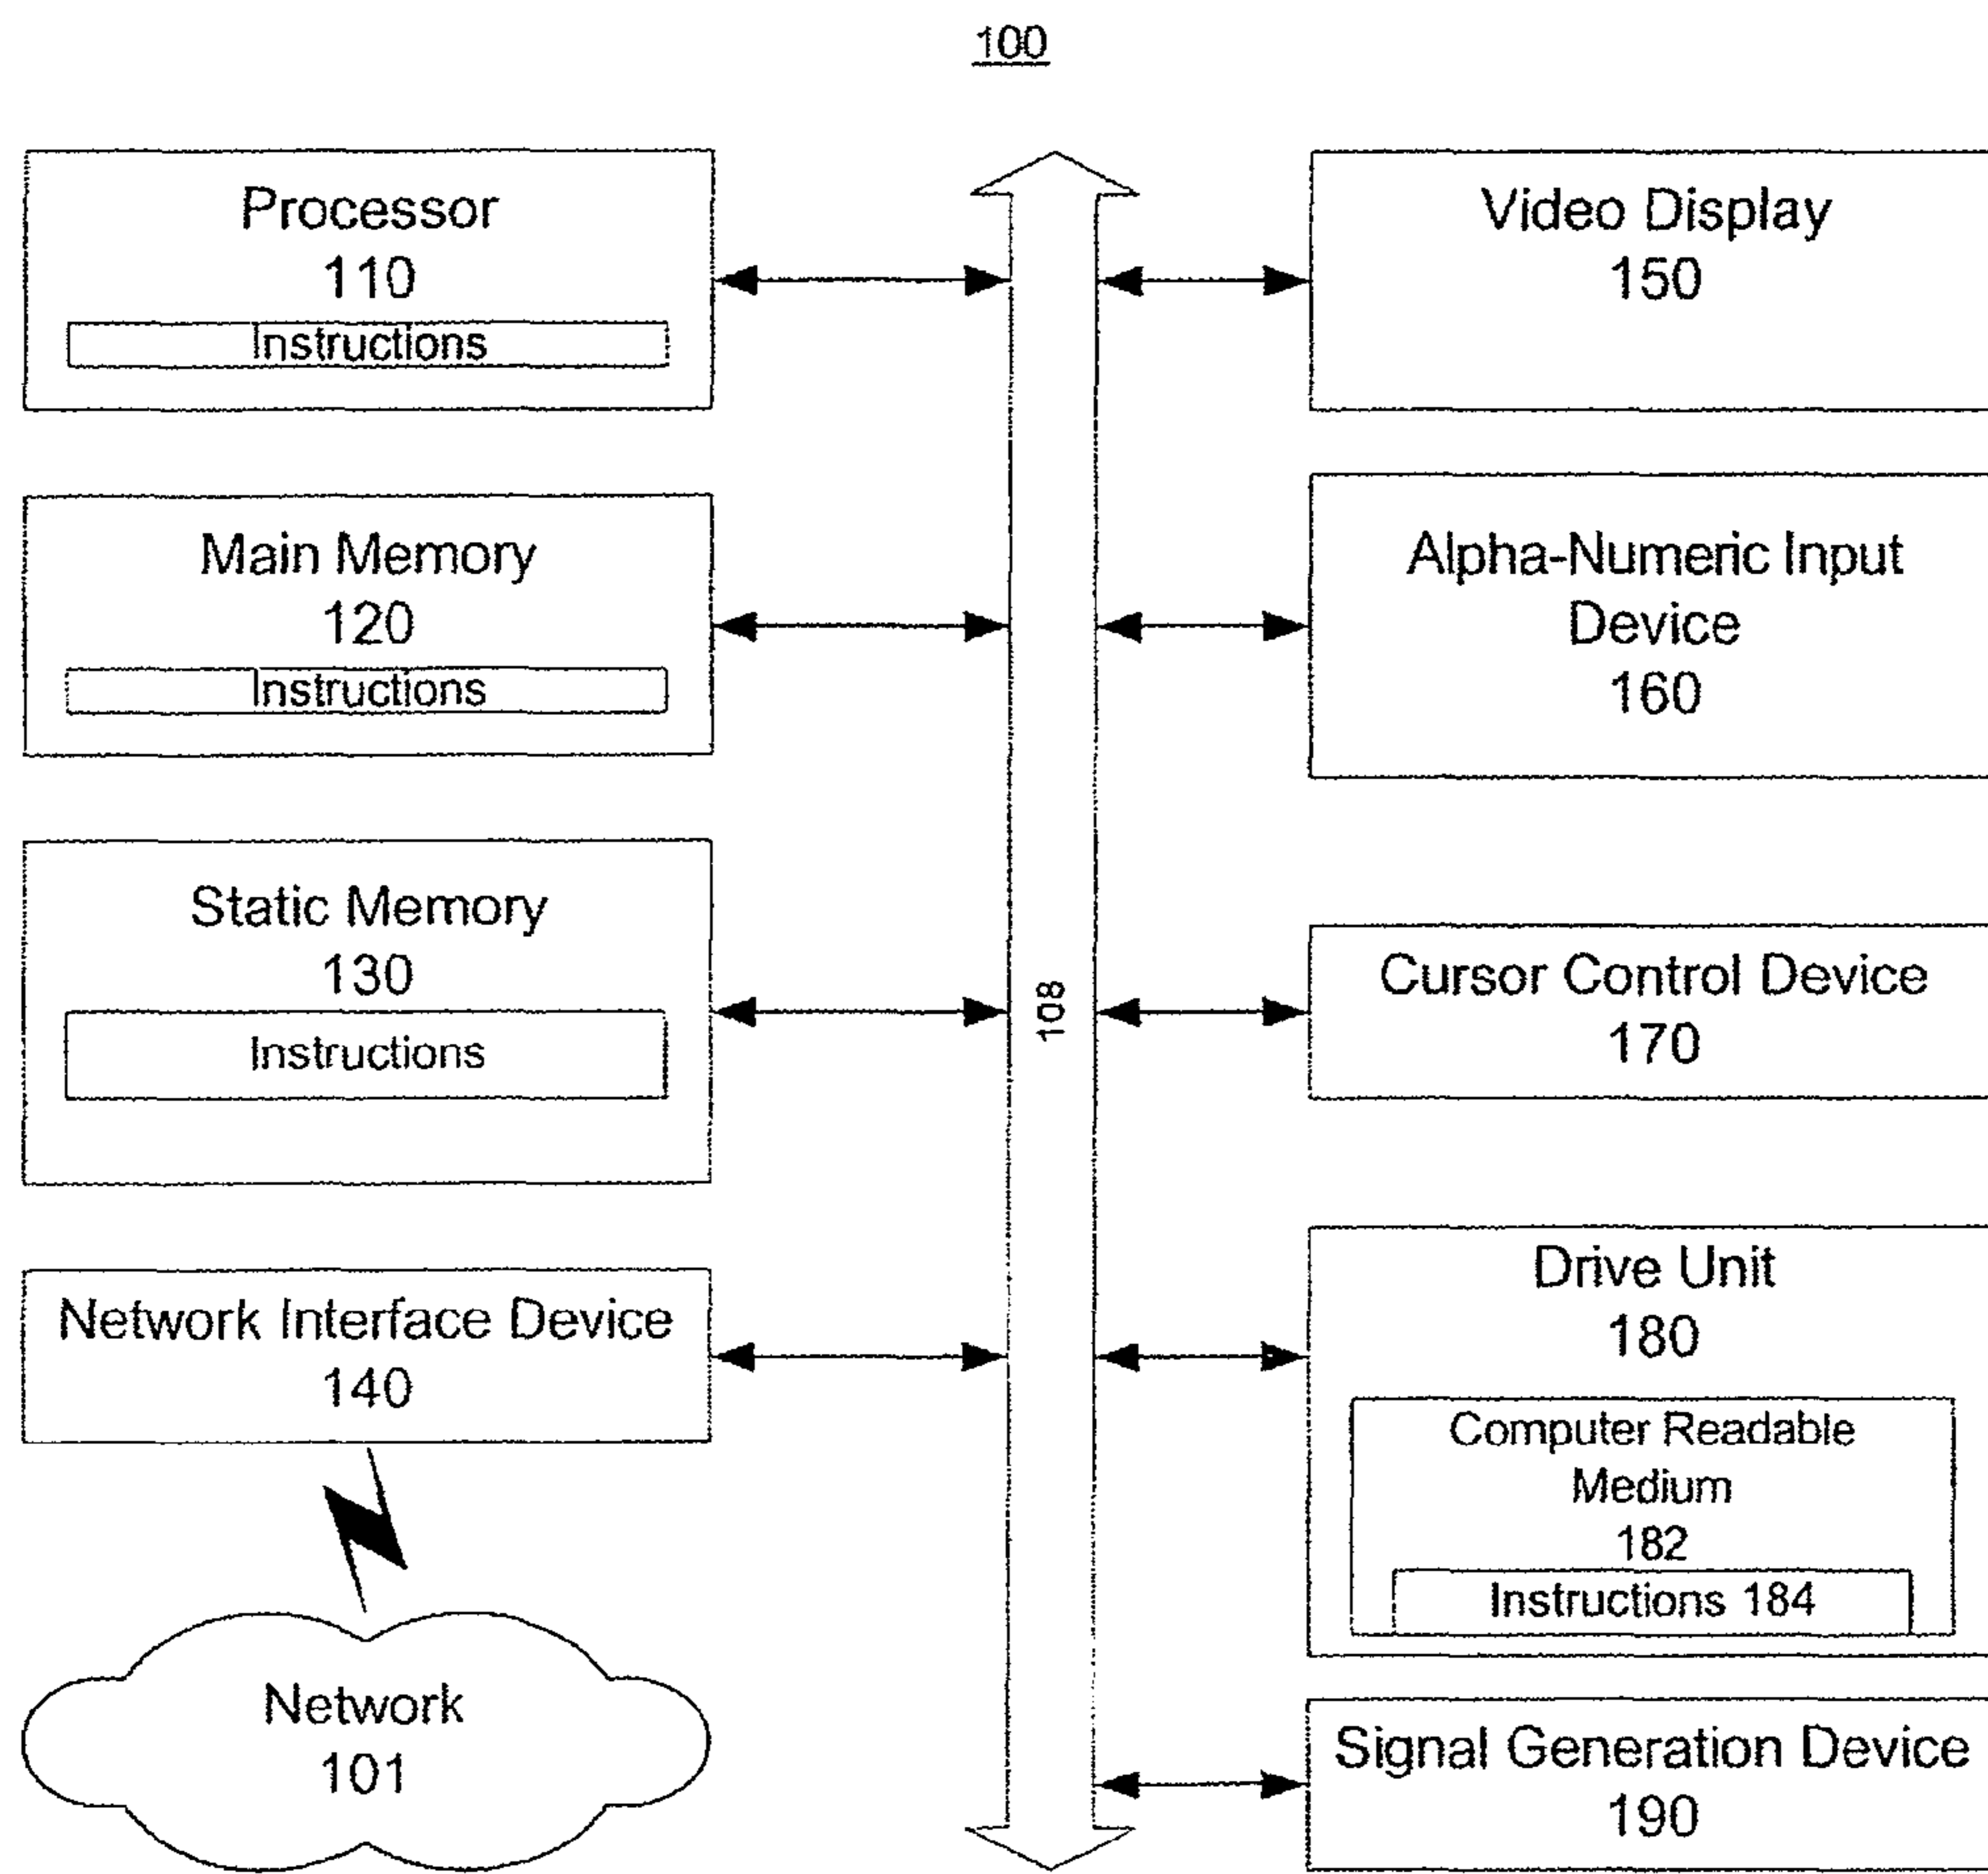 100
Processor
110
Instructions
Main Memory
120
Instructions
Static Memory
130
Instructions
Network Interface Device
140
Network
101
108
Video Display
150
Alpha-Numeric Input
Device
160
Cursor Control Device
170
Drive Unit
180
Computer Readable
Medium
182
Instructions 184
Signal Generation Device
190